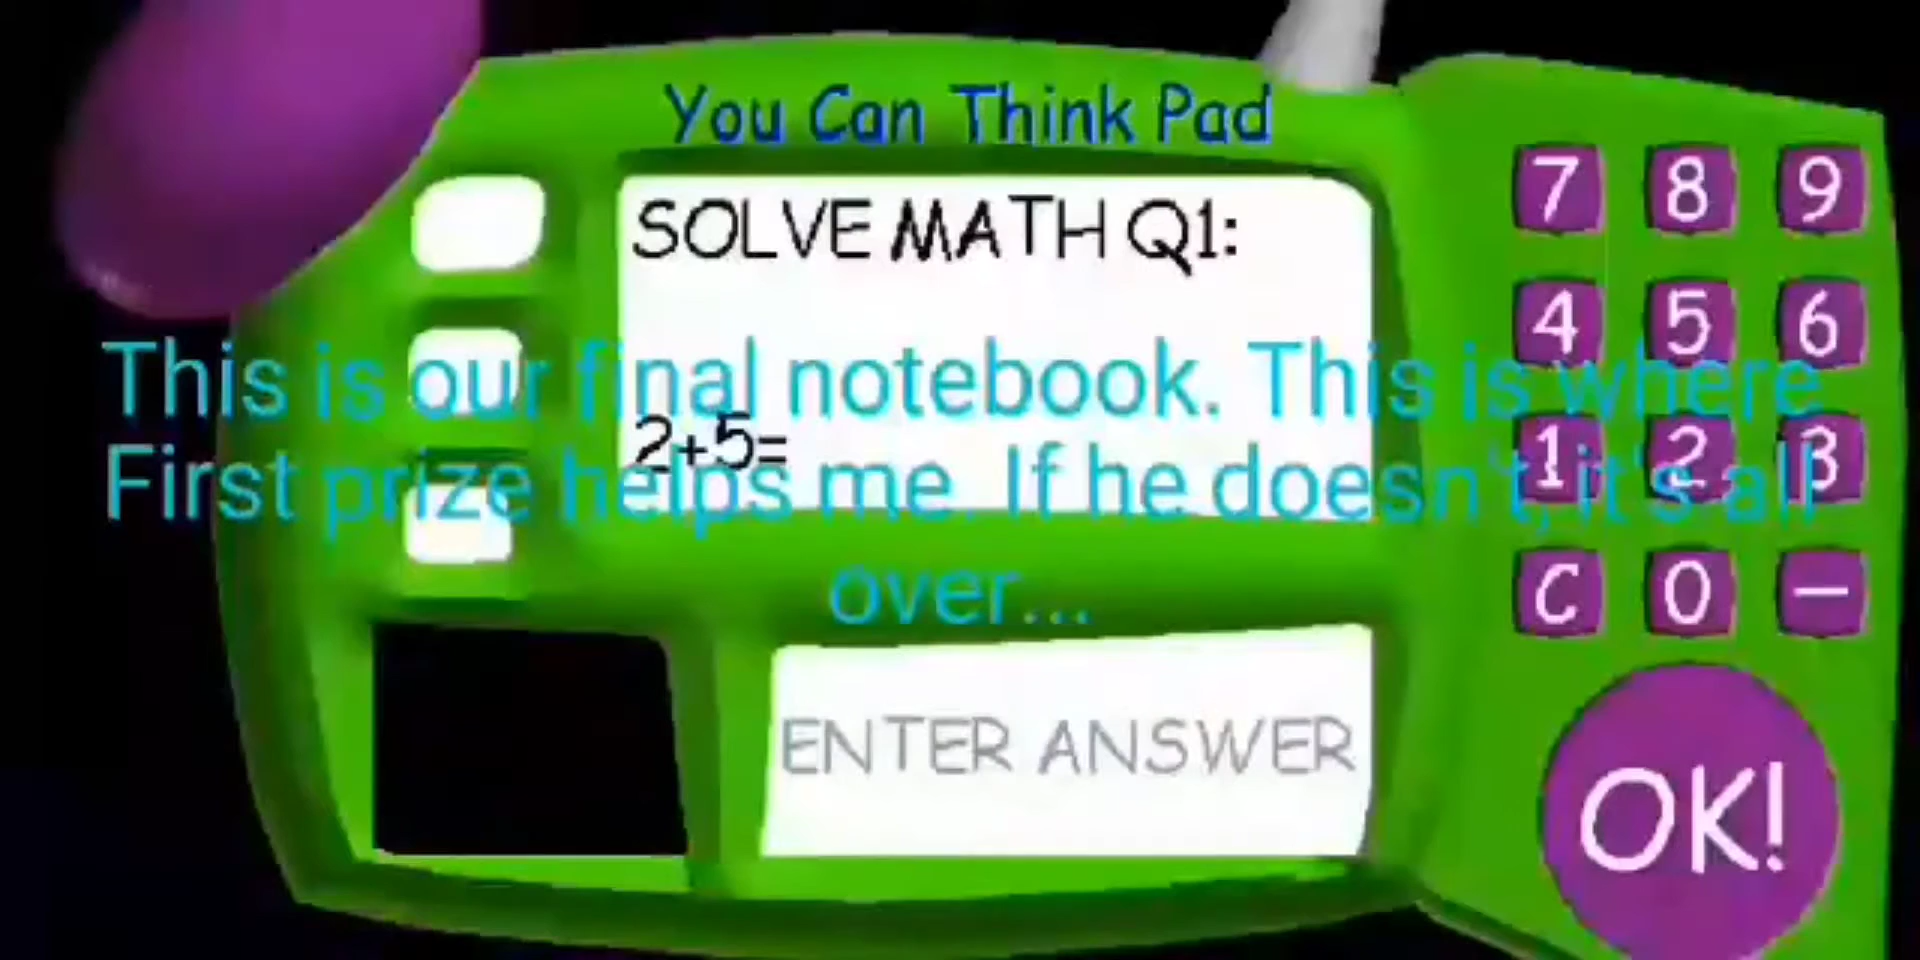 You Can Think Pad
SOLVE MATH Q1:
2+5=
This is our final notebook. This is where
First prize helps me. If he doesn't, it's all
over...
ENTER ANSWER
7 8 9
4 5 6
1 2 3
C 0 —
OK!